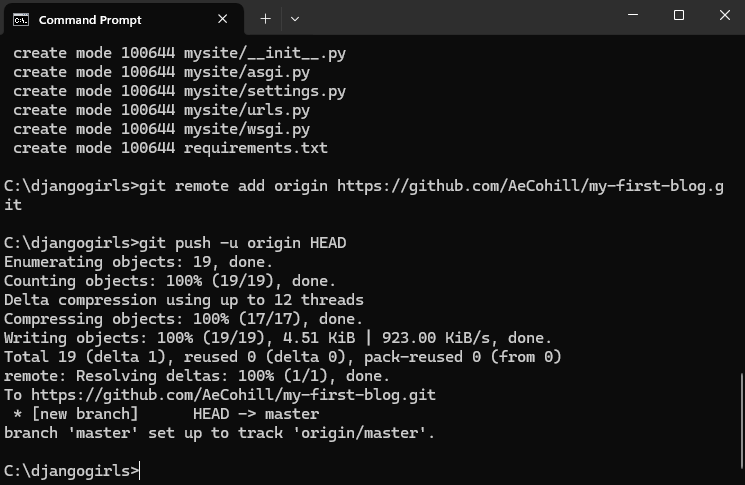 Command Prompt
create mode 100644 mysite/__init__.py
create mode 100644 mysite/asgi.py
create mode 100644 mysite/settings.py
create mode 100644 mysite/urls.py
create mode 100644 mysite/wsgi.py
create mode 100644 requirements.txt
C:\djangogirls>git remote add origin https://github.com/AeCohill/my-first-blog.g
it
C:\djangogirls>git push -u origin HEAD
Enumerating objects: 19, done.
Counting objects: 100% (19/19), done.
Delta compression using up to 12 threads
Compressing objects: 100% (17/17), done.
Writing objects: 100% (19/19), 4.51 KiB | 923.00 KiB/s, done.
Total 19 (delta 1), reused 0 (delta 0), pack-reused 0 (from 0)
remote: Resolving deltas: 100% (1/1), done.
To https://github.com/AeCohill/my-first-blog.git
 * [new branch]      HEAD -> master
branch 'master' set up to track 'origin/master'.
C:\djangogirls>